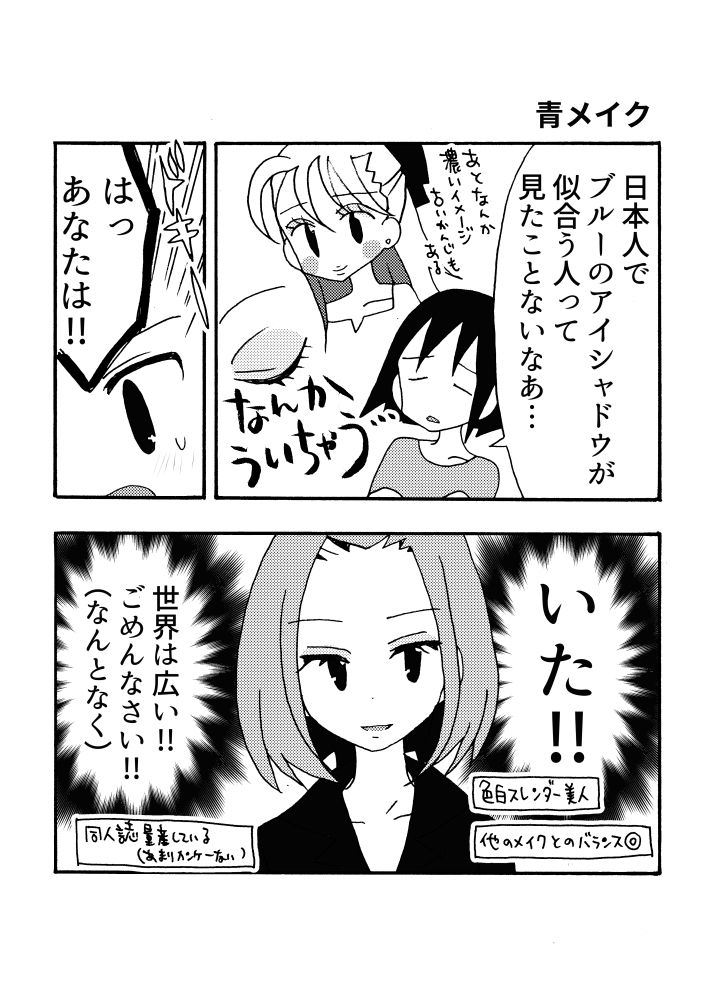 青メイク
日本人で
ブルーのアイシャドウが
似合う人って
見たことないなぁ…
あとなんか
濃いイメージ
古いかんじも
ある
なんか
ういちゃう…
ドキーッ
はっ
あなたは!!
いた!!
色白スレンダー美人
他のメイクとのバランス◎
世界は広い!!
ごめんなさい!!
(なんとなく)
同人誌量産している
(あまりカンケーない)